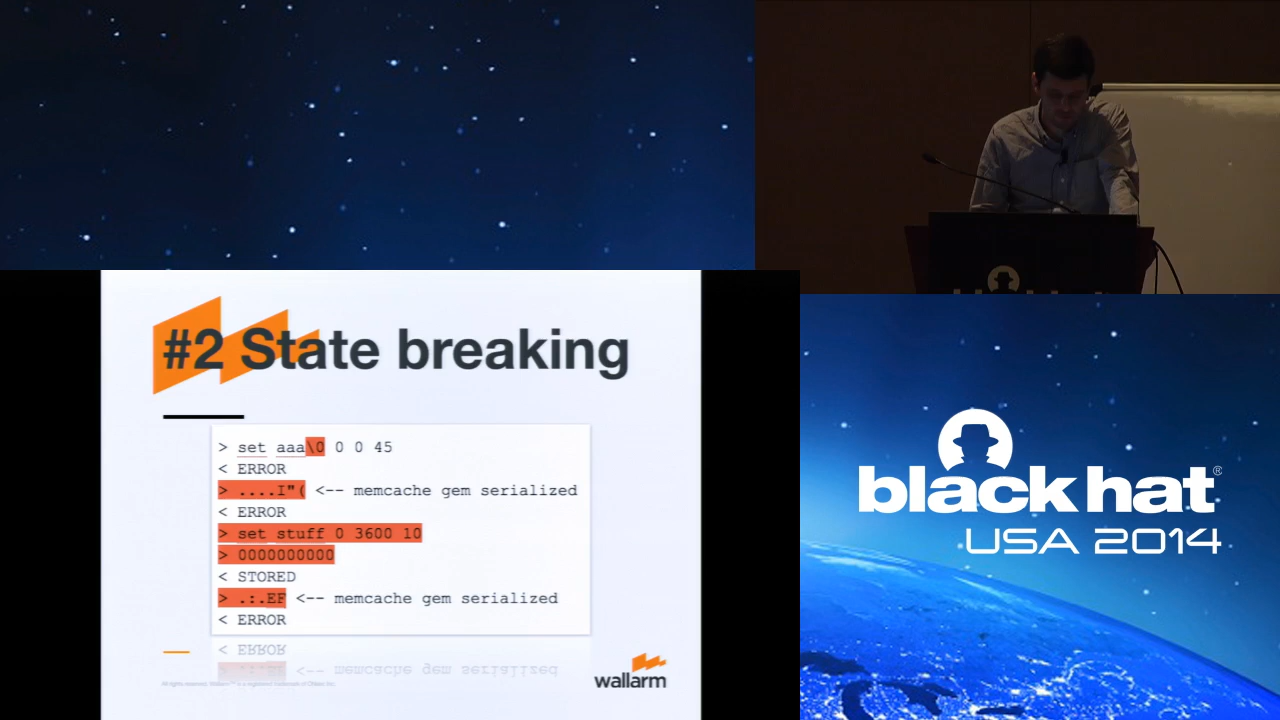 #2 State breaking
> set aaa\0 0 0 45
< ERROR
> ....I"( <-- memcache gem serialized
< ERROR
> set stuff 0 3600 10
> 0000000000
< STORED
> .:.EF <-- memcache gem serialized
< ERROR
wallarm
black hat®
USA 2014